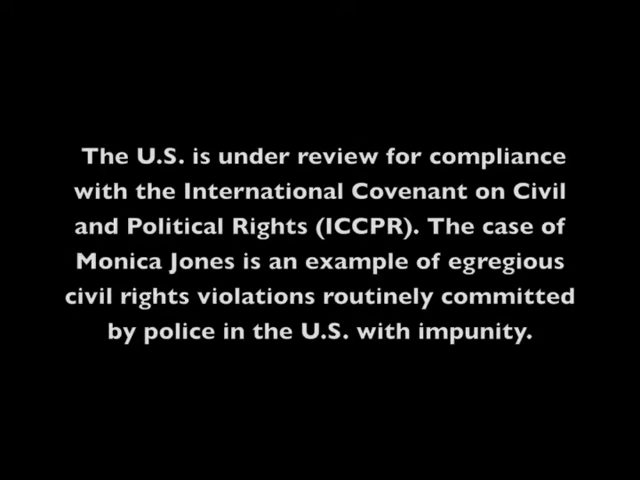 The U.S. is under review for compliance
with the International Covenant on Civil
and Political Rights (ICCPR). The case of
Monica Jones is an example of egregious
civil rights violations routinely committed
by police in the U.S. with impunity.